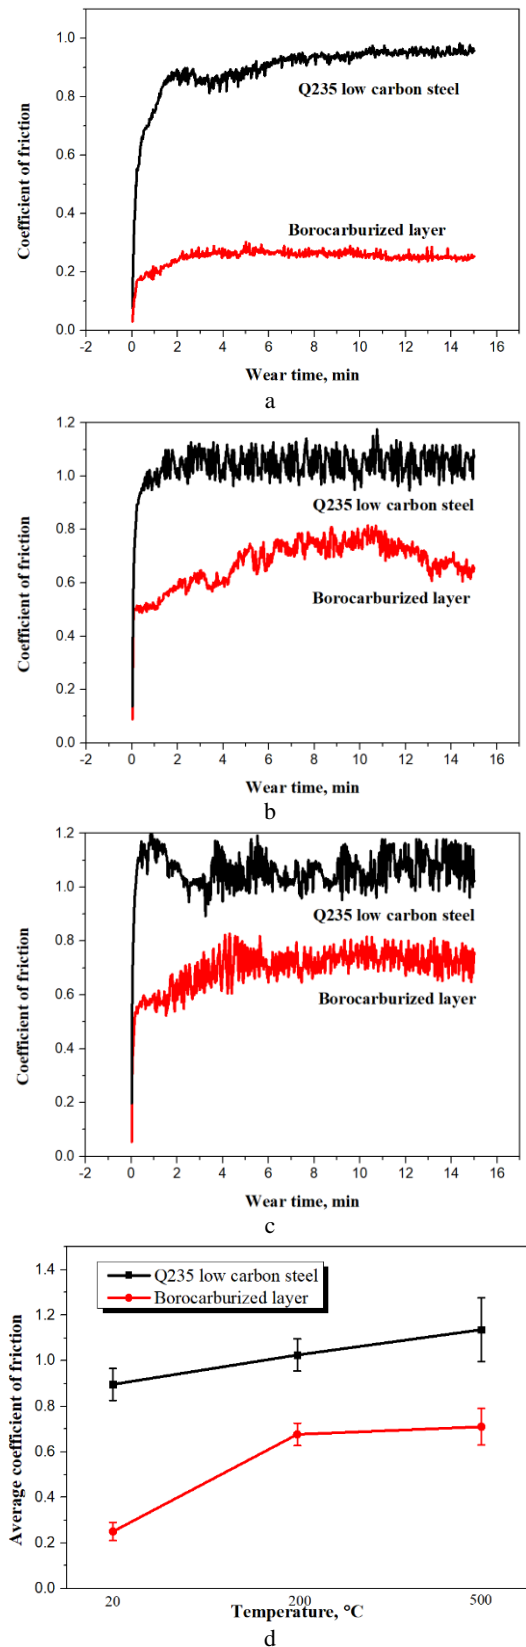 1.0
0.8
0.6
0.4
0.2
0.0
Coefficient of friction
Q235 low carbon steel
Borocarburized layer
-2 0 2 4 6 8 10 12 14 16
Wear time, min
a
1.2
1.0
0.8
0.6
0.4
0.2
0.0
Coefficient of friction
Q235 low carbon steel
Borocarburized layer
-2 0 2 4 6 8 10 12 14 16
Wear time, min
b
1.2
1.0
0.8
0.6
0.4
0.2
0.0
Coefficient of friction
Q235 low carbon steel
Borocarburized layer
-2 0 2 4 6 8 10 12 14 16
Wear time, min
c
1.4
1.2
1.0
0.8
0.6
0.4
0.2
0.0
Average coefficient of friction
Q235 low carbon steel
Borocarburized layer
20 200 500
Temperature, °C
d